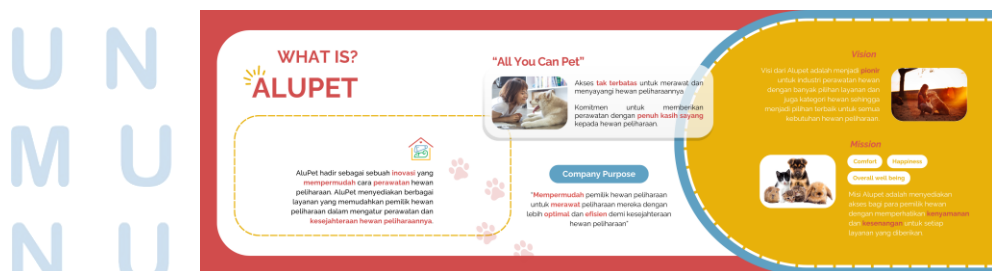 U N
M U
N U
WHAT IS?
ALUPET
AluPet hadir sebagai sebuah inovasi yang
mempermudah cara perawatan hewan
peliharaan. AluPet menyediakan berbagai
layanan yang memudahkan pemilik hewan
peliharaan dalam mengatur perawatan dan
kesejahteraan hewan peliharaannya.
“All You Can Pet”
Akses tak terbatas untuk merawat dan
menyayangi hewan peliharaannya.
Komitmen untuk memberikan
perawatan dengan penuh kasih sayang
kepada hewan peliharaan.
Company Purpose
"Mempermudah pemilik hewan peliharaan
untuk merawat peliharaan mereka dengan
lebih optimal dan efisien demi kesejahteraan
hewan peliharaan"
Vision
Visi dari Alupet adalah menjadi pionir
untuk industri perawatan hewan
dengan banyak pilihan layanan dan
juga kategori hewan sehingga
menjadi pilihan terbaik untuk semua
kebutuhan hewan peliharaan.
Mission
Comfort
Happiness
Overall well being
Misi Alupet adalah menyediakan
akses bagi para pemilik hewan
dengan memperhatikan kenyamanan
dan kesenangan untuk setiap
layanan yang diberikan